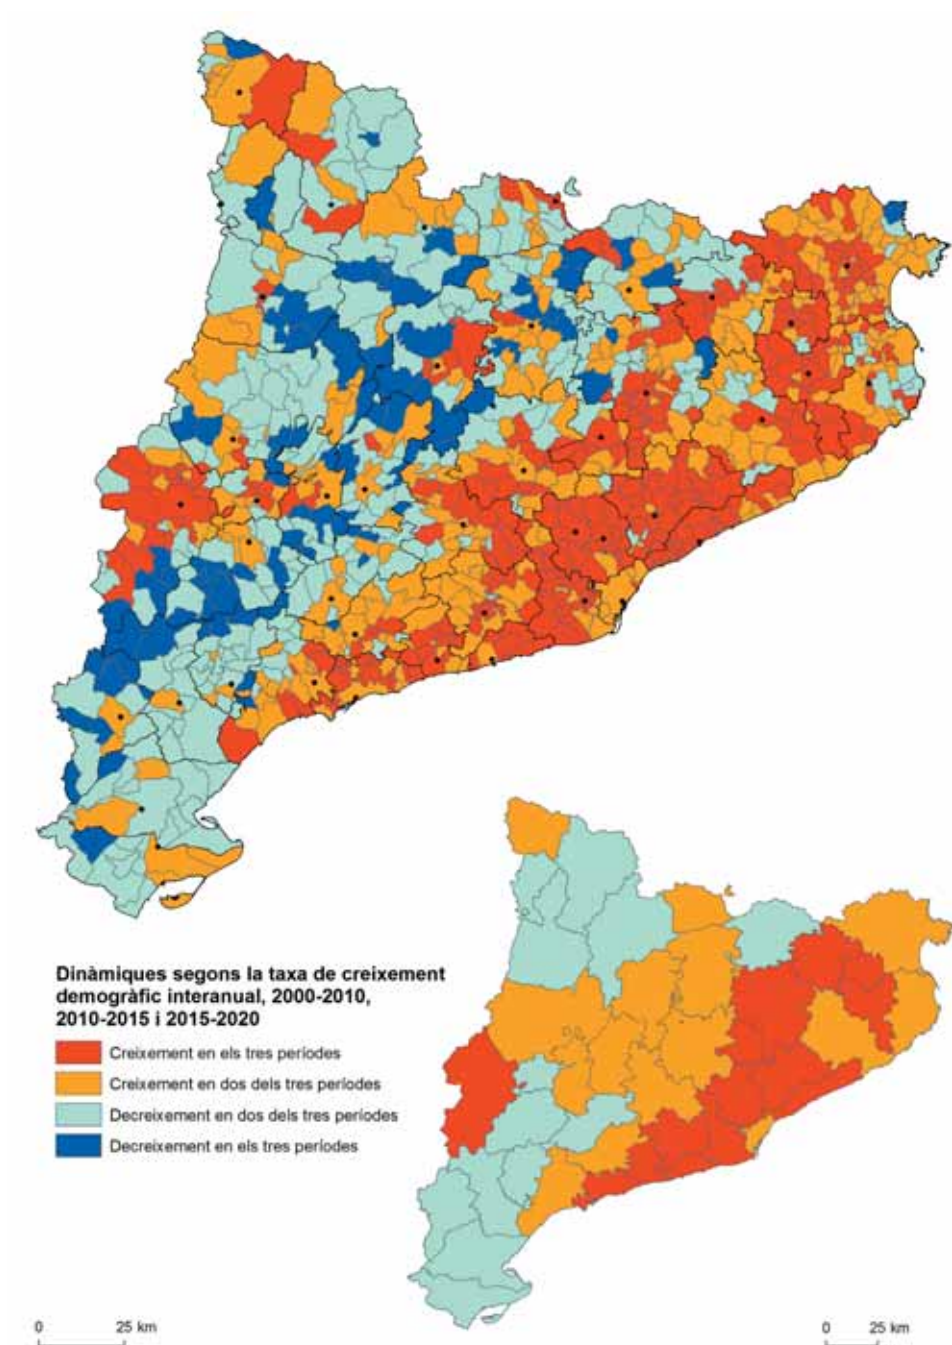 Dinàmiques segons la taxa de creixement
demogràfic interanual, 2000-2010,
2010-2015 i 2015-2020
Creixement en els tres períodes
Creixement en dos dels tres períodes
Decreixement en dos dels tres períodes
Decreixement en els tres períodes
0 25 km
0 25 km